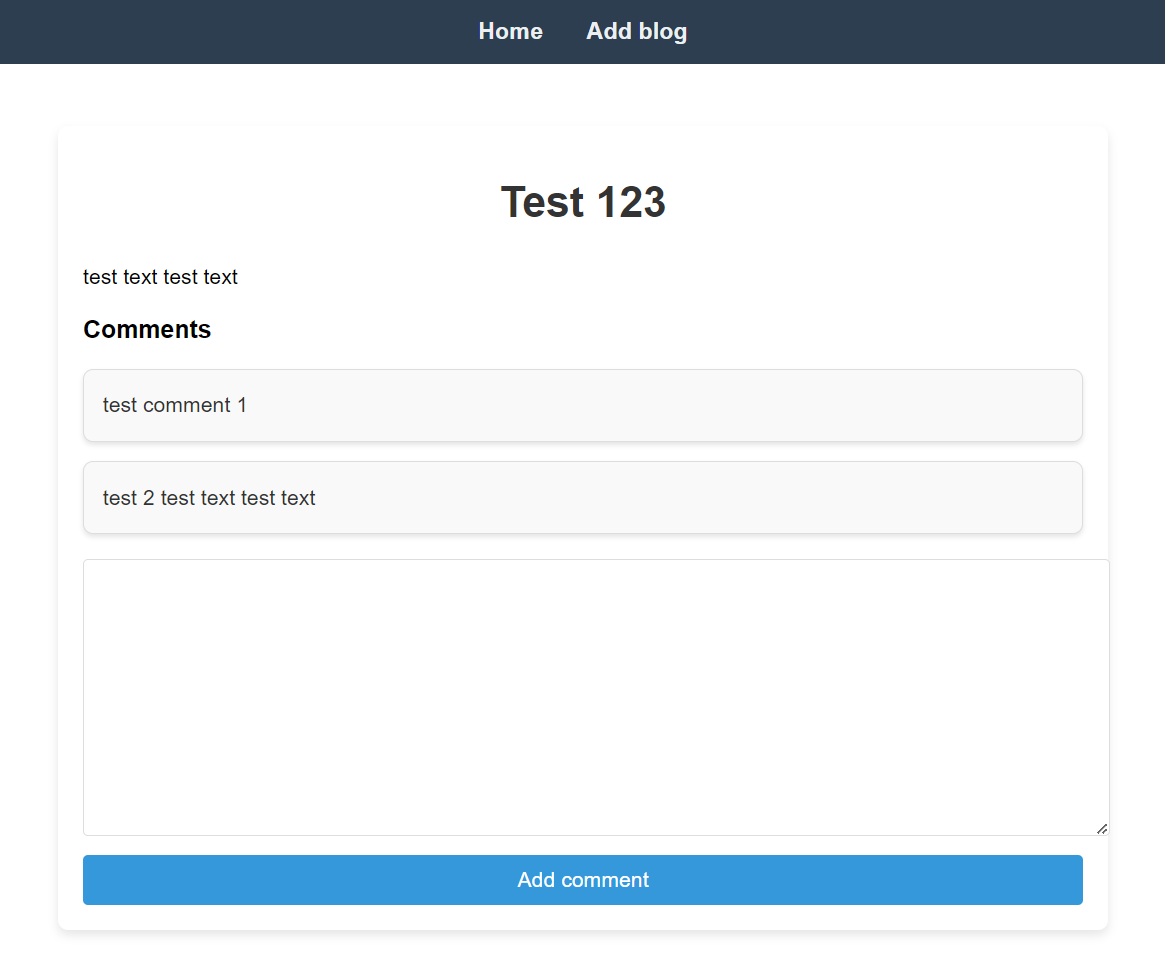 Home Add blog
Test 123
test text test text
Comments
test comment 1
test 2 test text test text
Add comment